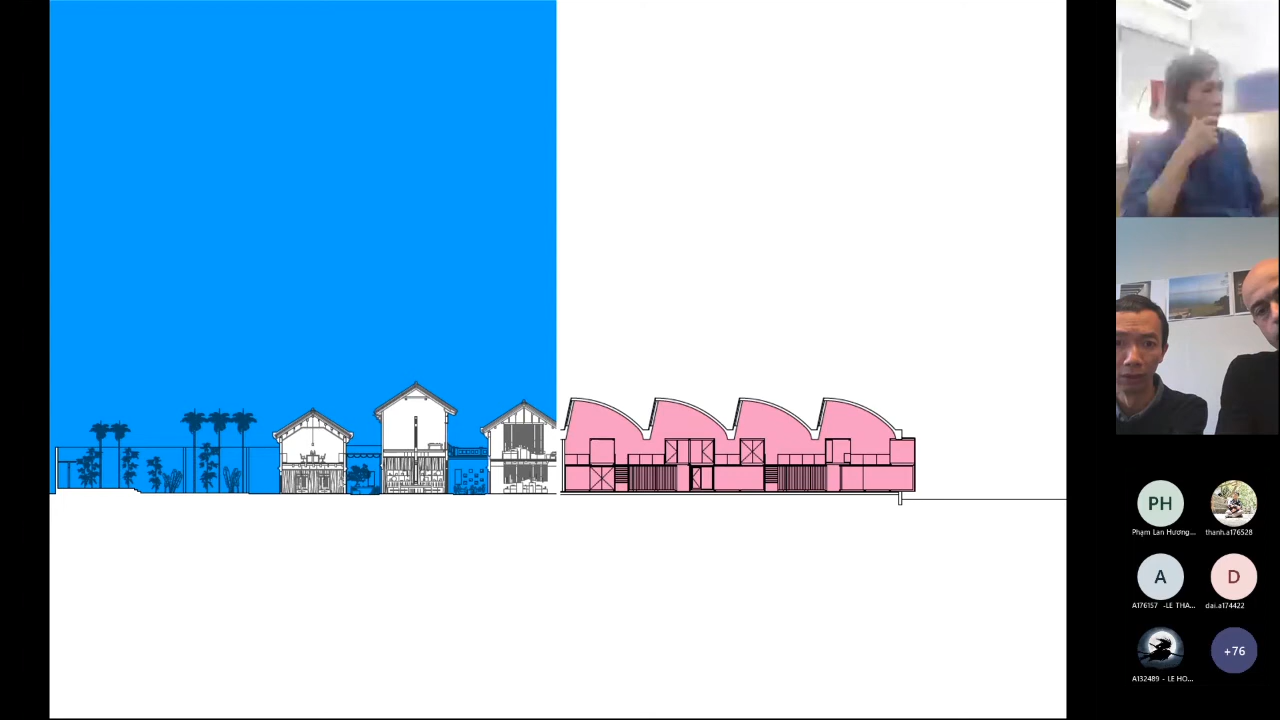 PH
Phạm Lan Hương...
thanh.a176528
A
A176157 -LE THA...
D
dai.a174422
A132489 - LE HO...
+76